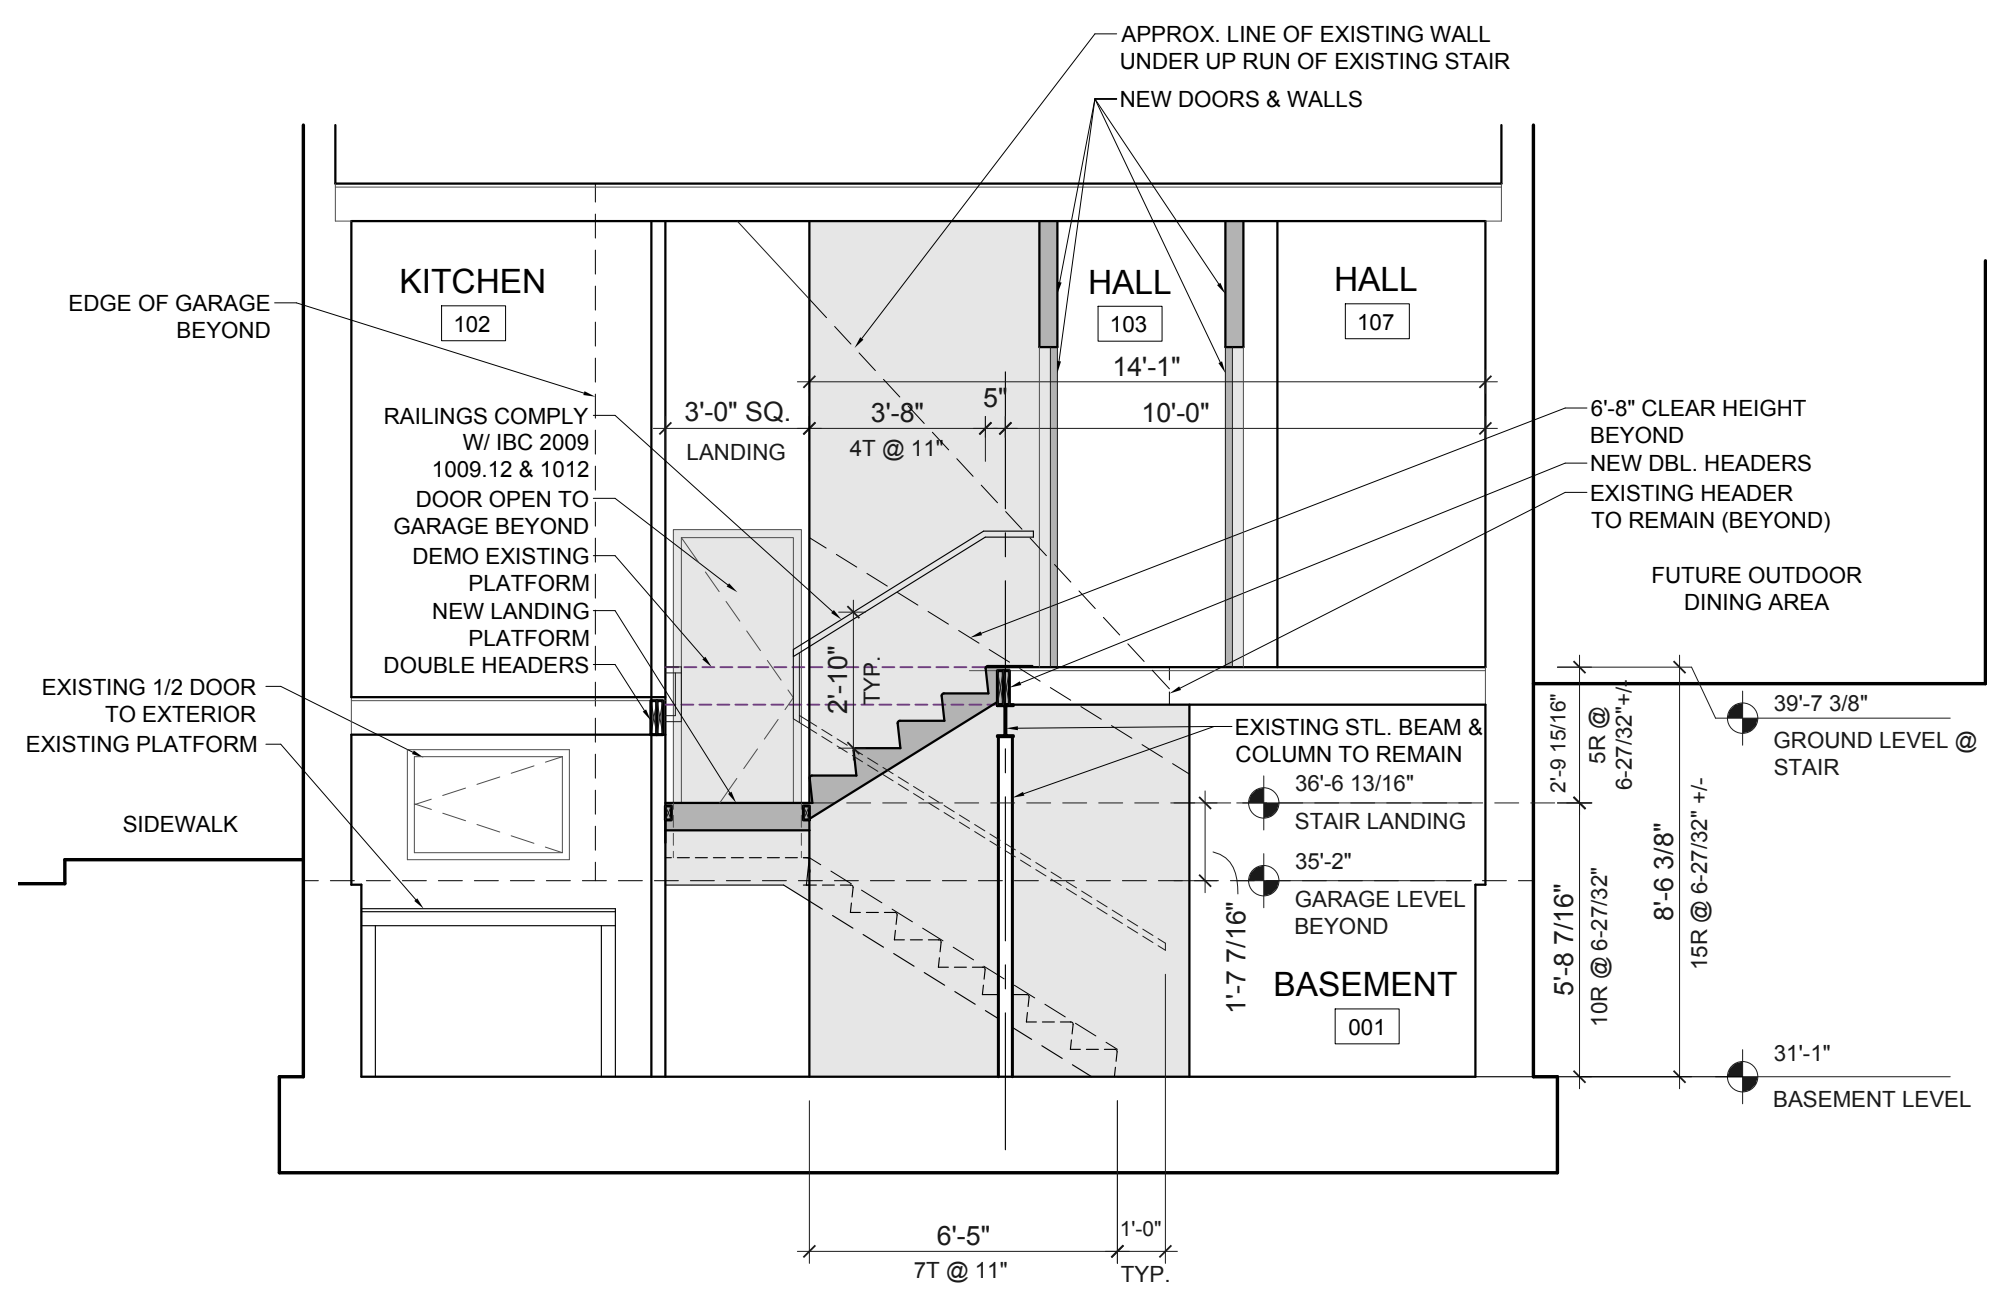 APPROX. LINE OF EXISTING WALL
UNDER UP RUN OF EXISTING STAIR
NEW DOORS & WALLS
KITCHEN
102
HALL
103
HALL
107
EDGE OF GARAGE
BEYOND
14'-1"
3'-0" SQ.
LANDING
3'-8"
4T @ 11"
5"
10'-0"
RAILINGS COMPLY
W/ IBC 2009
1009.12 & 1012
DOOR OPEN TO
GARAGE BEYOND
DEMO EXISTING
PLATFORM
NEW LANDING
PLATFORM
DOUBLE HEADERS
6'-8" CLEAR HEIGHT
BEYOND
NEW DBL. HEADERS
EXISTING HEADER
TO REMAIN (BEYOND)
FUTURE OUTDOOR
DINING AREA
2'-10"
TYP.
EXISTING 1/2 DOOR
TO EXTERIOR
EXISTING PLATFORM
SIDEWALK
EXISTING STL. BEAM &
COLUMN TO REMAIN
36'-6 13/16"
STAIR LANDING
35'-2"
GARAGE LEVEL
BEYOND
1'-7 7/16"
BASEMENT
001
2'-9 15/16"
5R @
6-27/32"+/-
5'-8 7/16"
10R @ 6-27/32"
8'-6 3/8"
15R @ 6-27/32" +/-
39'-7 3/8"
GROUND LEVEL @
STAIR
31'-1"
BASEMENT LEVEL
6'-5"
7T @ 11"
1'-0"
TYP.